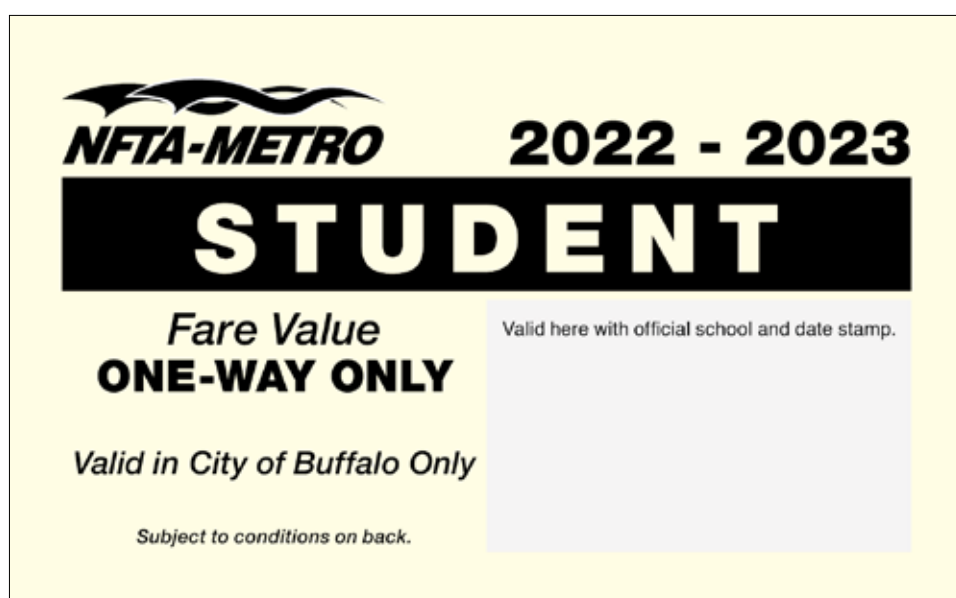 NFTA-METRO
2022 - 2023
STUDENT
Fare Value
ONE-WAY ONLY
Valid in City of Buffalo Only
Subject to conditions on back.
Valid here with official school and date stamp.